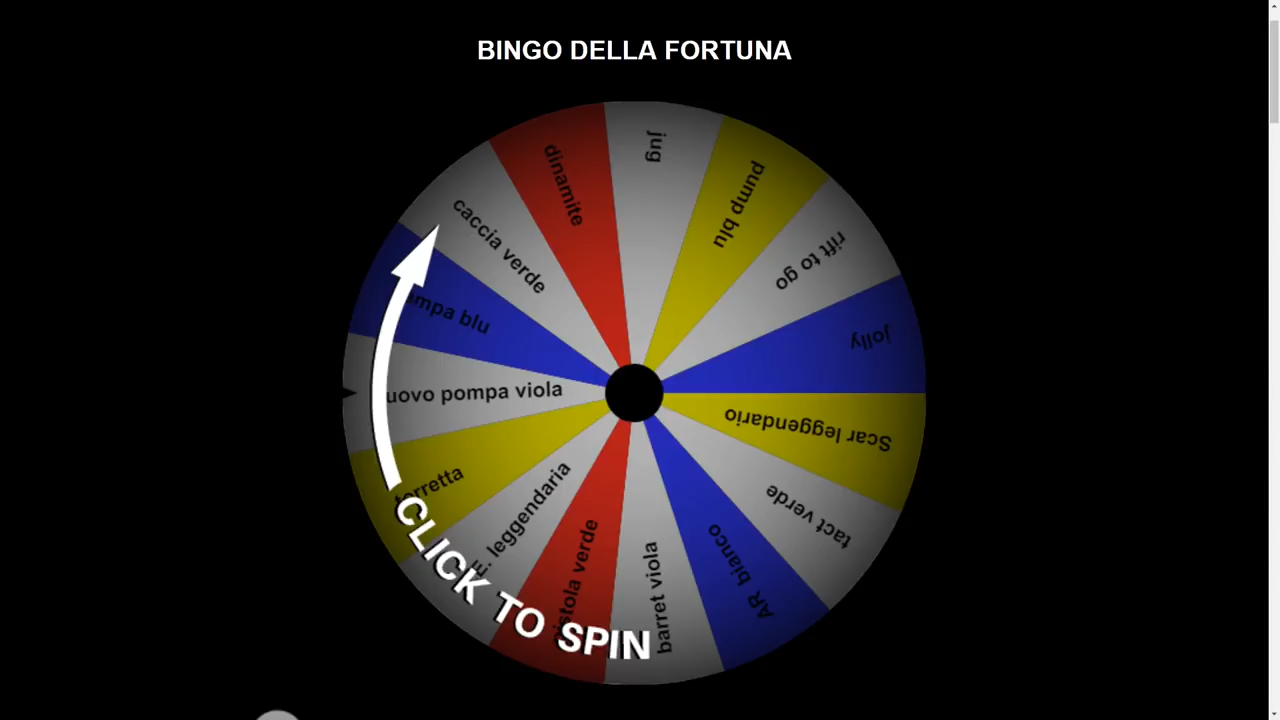 BINGO DELLA FORTUNA
jug
pump blu
rift to go
jolly
Scar leggendario
tact verde
AR bianco
barret viola
pistola verde
E. leggendaria
torretta
uovo pompa viola
mpa blu
caccia verde
dinamite
CLICK TO SPIN